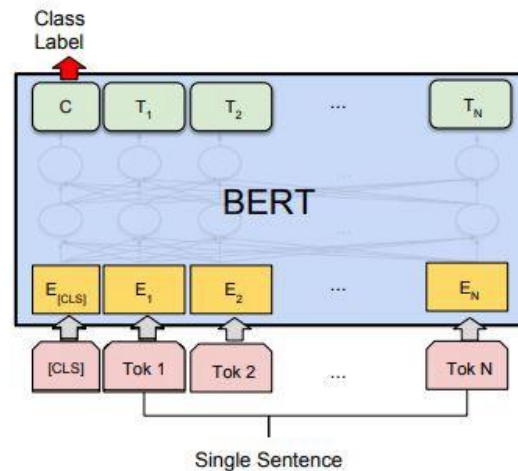 Class
Label
C T1 T2 ... TN
BERT
E[CLS] E1 E2 ... EN
[CLS] Tok 1 Tok 2 ... Tok N
Single Sentence